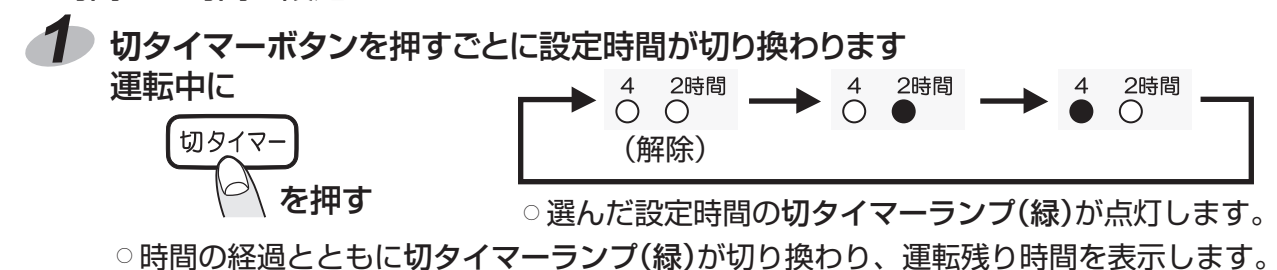 1 切タイマーボタンを押すごとに設定時間が切り換わります
運転中に
切タイマー
を押す
4 2時間
4 2時間
4 2時間
（解除）
○選んだ設定時間の切タイマーランプ（緑）が点灯します。
○時間の経過とともに切タイマーランプ（緑）が切り換わり、運転残り時間を表示します。